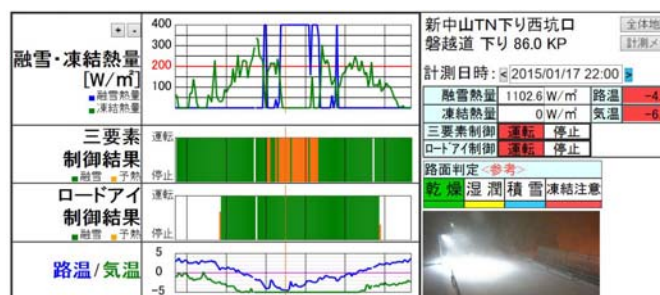 + -
融雪・凍結熱量
[W/㎡]
融雪熱量
凍結熱量
400
300
200
100
三要素
制御結果
融雪 予熱
運転
停止
ロードアイ
制御結果
融雪 予熱
運転
停止
路温/気温
5
0
-5
新中山TN下り西坑口
磐越道 下り 86.0 KP
全体地
計測メ
計測日時: < 2015/01/17 22:00 >
融雪熱量 1102.6 W/㎡ 路温 -4
凍結熱量 0 W/㎡ 気温 -6
三要素制御 運転 停止
ロードアイ制御 運転 停止
路面判定 <参考>
乾燥 湿潤 積雪 凍結注意